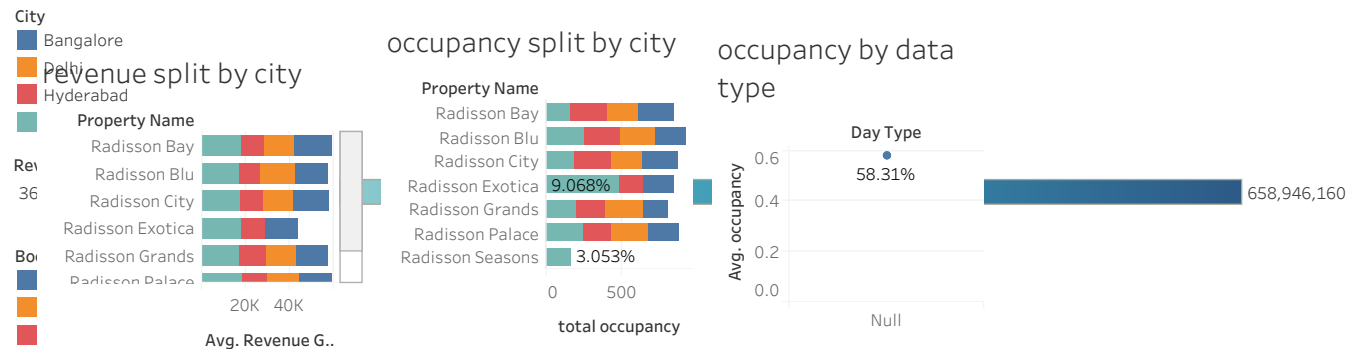 City
Bangalore
Delhi
Hyderabad
revenue split by city
Property Name
Radisson Bay
Radisson Blu
Radisson City
Radisson Exotica
Radisson Grands
Radisson Palace
20K 40K
Avg. Revenue G..
36
occupancy split by city
Property Name
Radisson Bay
Radisson Blu
Radisson City
Radisson Exotica 9.068%
Radisson Grands
Radisson Palace
Radisson Seasons 3.053%
0 500
total occupancy
occupancy by data
type
Day Type
Avg. occupancy
0.6
58.31%
0.4
0.2
0.0
Null
658,946,160